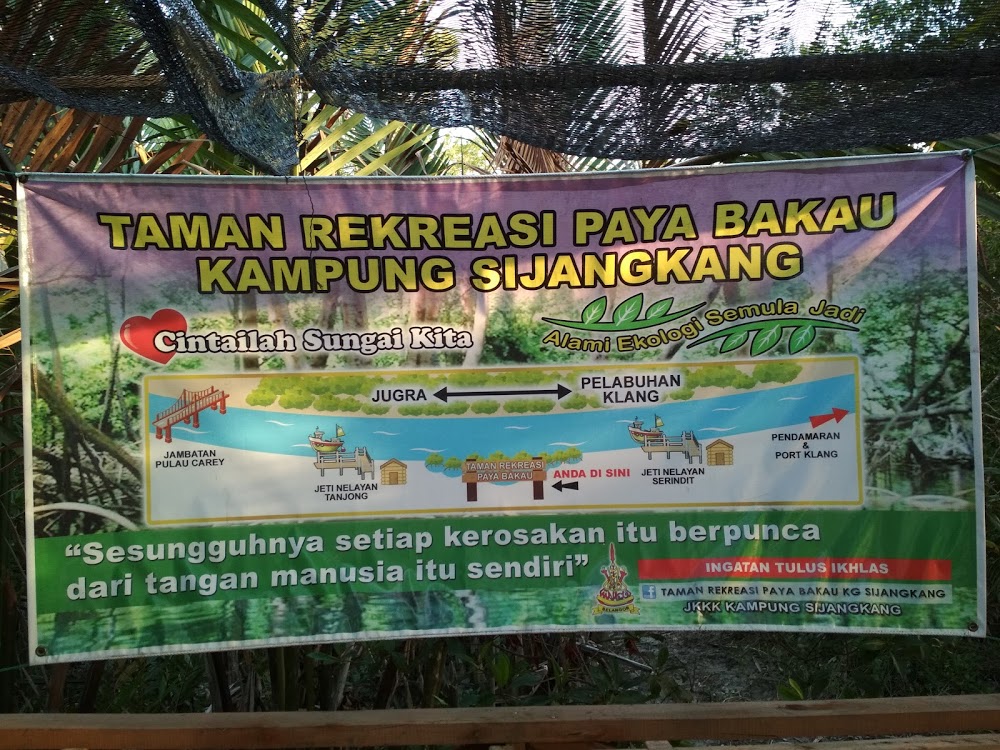 TAMAN REKREASI PAYA BAKAU
KAMPUNG SIJANGKANG
Cintailah Sungai Kita
Alami Ekologi Semula Jadi
JUGRA
PELABUHAN
KLANG
JAMBATAN
PULAU CAREY
JETI NELAYAN
TANJONG
TAMAN REKREASI
PAYA BAKAU
ANDA DI SINI
JETI NELAYAN
SERINDIT
PENDAMARAN
&
PORT KLANG
“Sesungguhnya setiap kerosakan itu berpunca
dari tangan manusia itu sendiri”
SELANGOR
INGATAN TULUS IKHLAS
f TAMAN REKREASI PAYA BAKAU KG SIJANGKANG
JKKK KAMPUNG SIJANGKANG